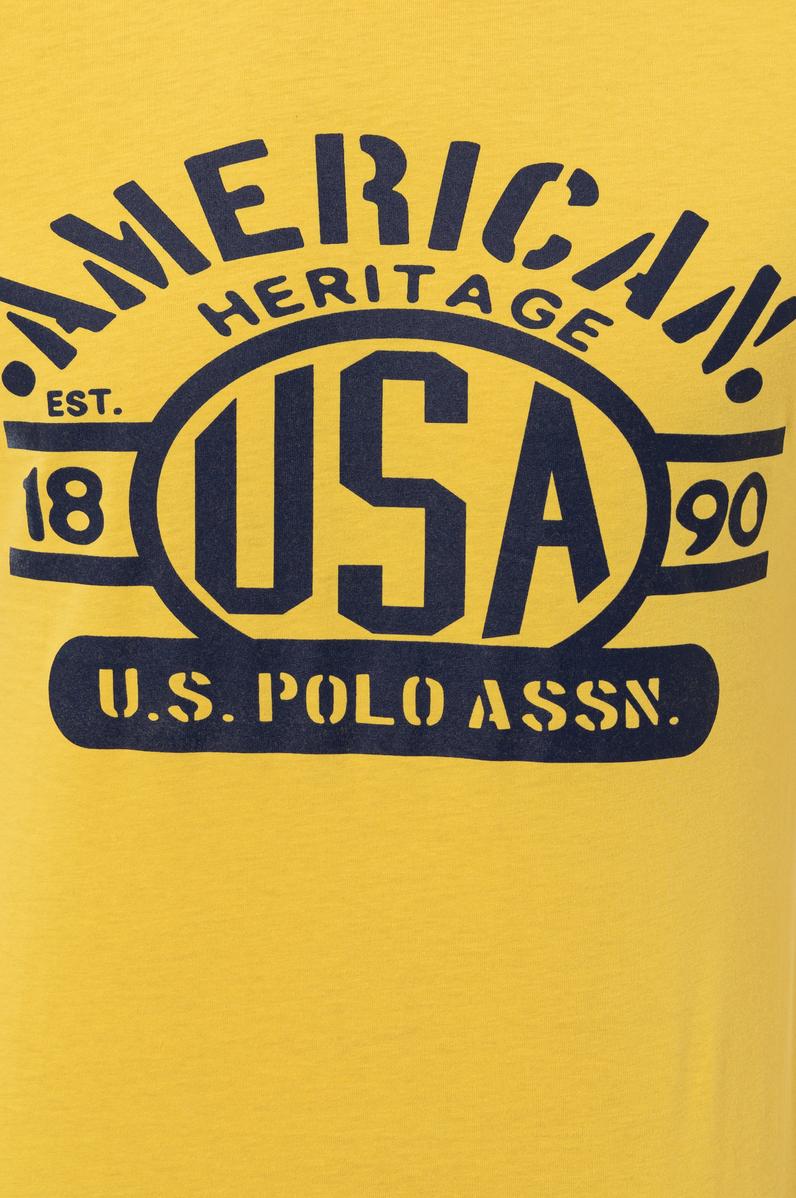 AMERICAN
HERITAGE
EST.
18 USA 90
U.S. POLO ASSN.